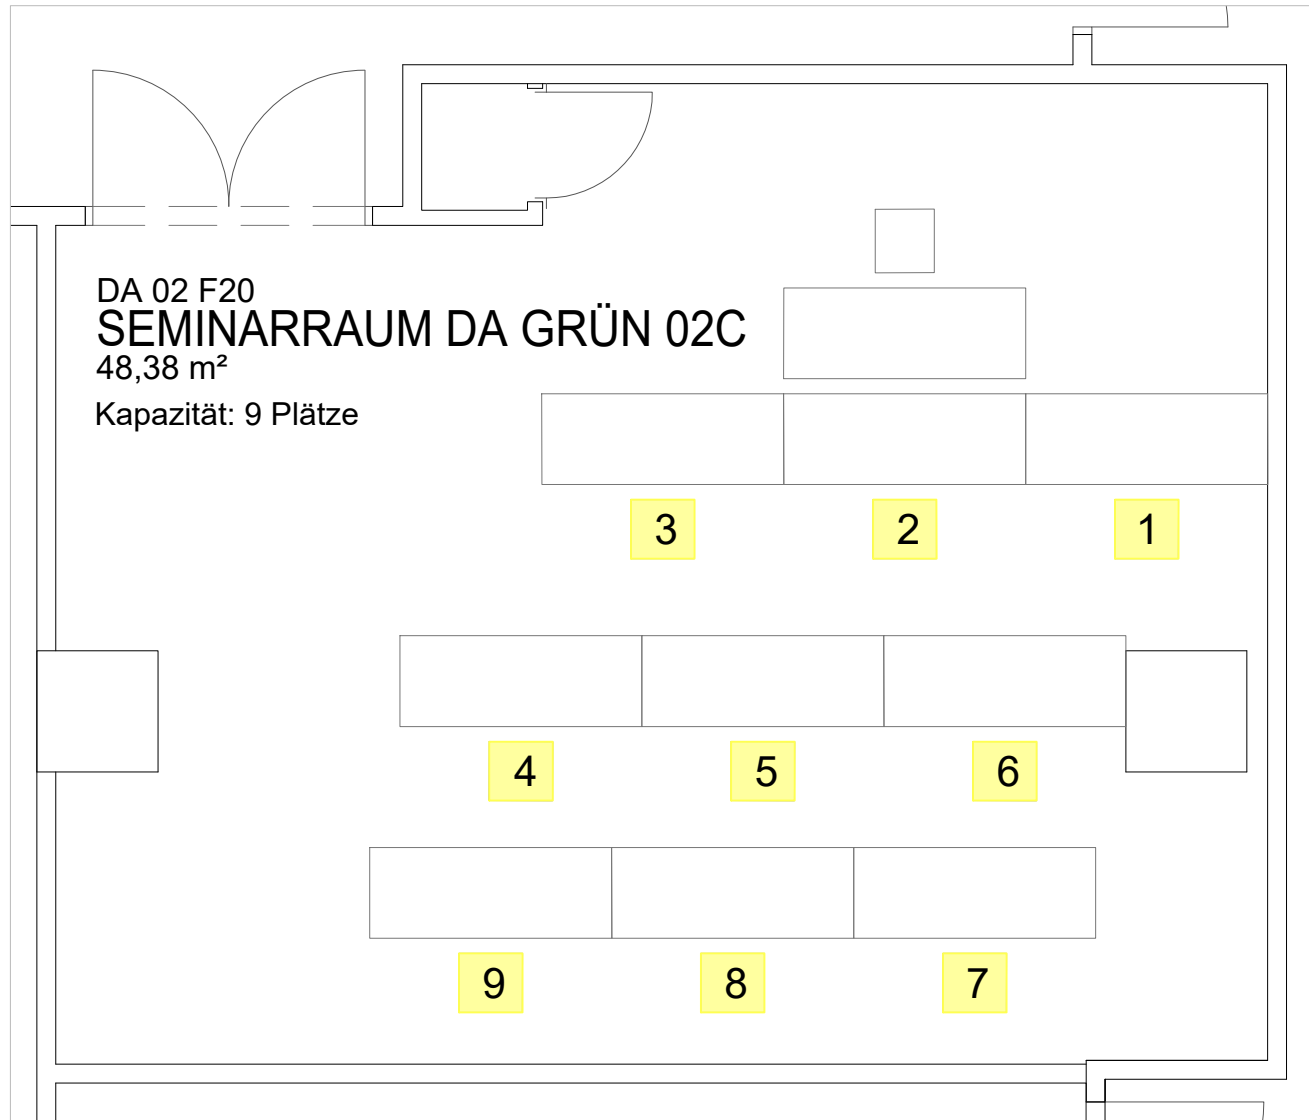 DA 02 F20
SEMINARRAUM DA GRÜN 02C
48,38 m²
Kapazität: 9 Plätze
3 2 1
4 5 6
9 8 7